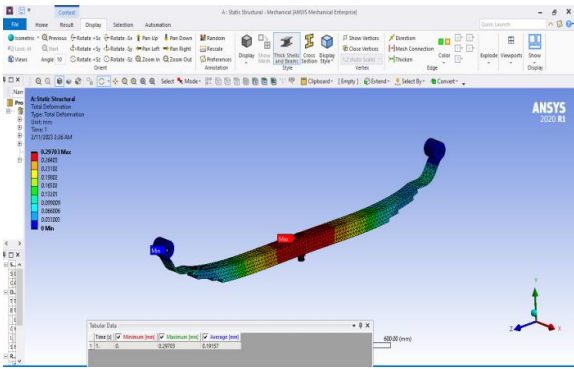 A : Static Structural - Mechanical [ANSYS Mechanical Enterprise]
Context
File Home Result Display Selection Automation
Quick Launch
Isometric Previous Rotate +Sx Rotate +Sy Pan Up Pan Down Random Show Vertices Direction
Look At Next Rotate -Sx Rotate -Sy Pan Left Pan Right Rescale Close Vertices Mesh Connection
Views Angle 10 Rotate +Sz Rotate -Sz Zoom In Zoom Out Preferences Thicken
Display Show Mesh Thick Shells and Beams Cross Section Display Style Color Explode Viewports Show
Orient Annotation Style Vertex Edge Display
Select Mode Clipboard [ Empty ] Extend Select By Convert
A: Static Structural
Total Deformation
Type: Total Deformation
Unit: mm
Time: 1
2/11/2023 2:26 AM
0.29703 Max
0.26403
0.23102
0.19802
0.16502
0.13201
0.099009
0.066006
0.033003
0 Min
ANSYS
2020 R1
Max
Min
Y
Z
X
600.00 (mm)
Tabular Data
Time [s] Minimum [mm] Maximum [mm] Average [mm]
1 1. 0. 0.29703 0.19157